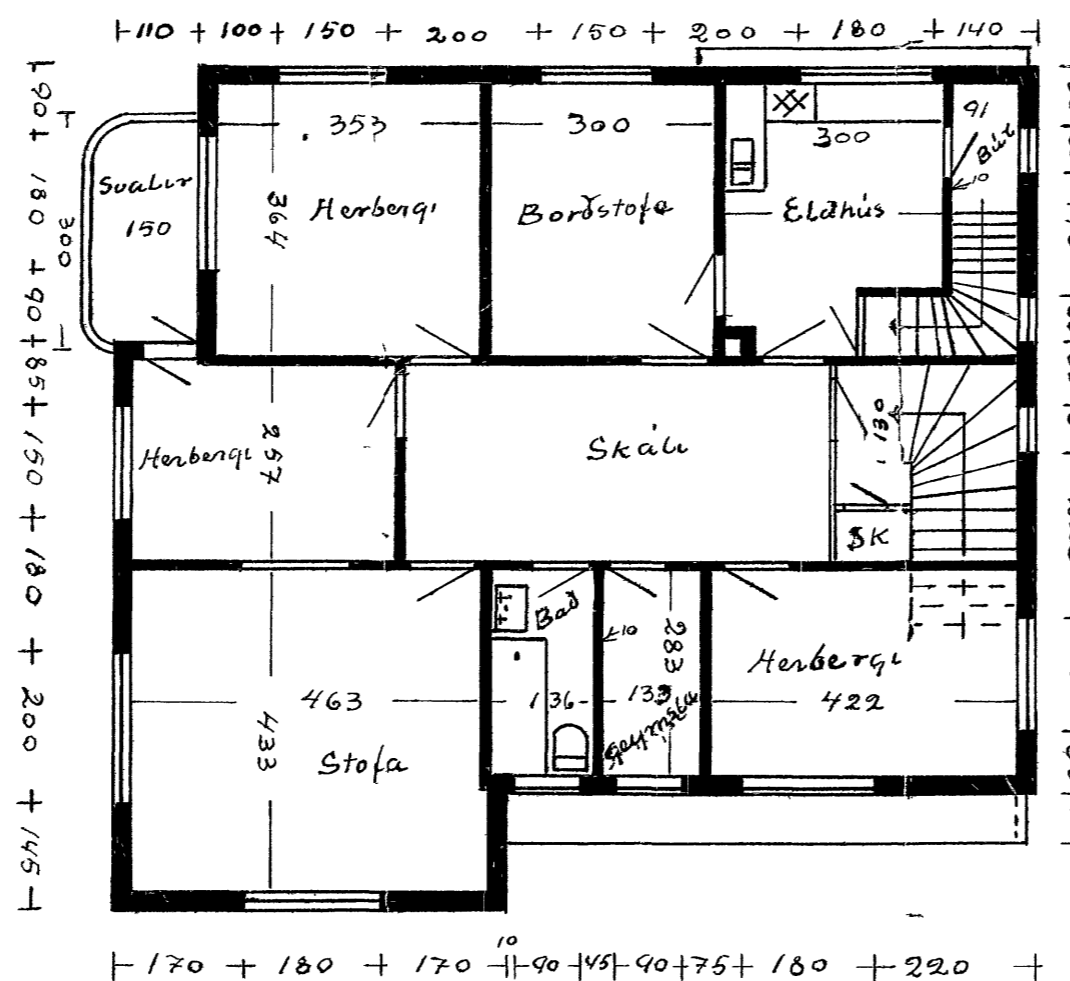 110 + 100 + 150 + 200 + 150 + 200 + 180 + 140
90 + 180 + 90 + 85 + 150 + 180 + 200 + 145
300
Svalir
150
353
364
Herbergi
300
Borðstofa
300
Eldhús
91
Búr
10
Herbergi
257
Skáli
130
SK
463
433
Stofa
Bað
136
10
133
283
Geymsla
Herbergi
422
170 + 180 + 170 10 90 45 90 + 75 + 180 + 220